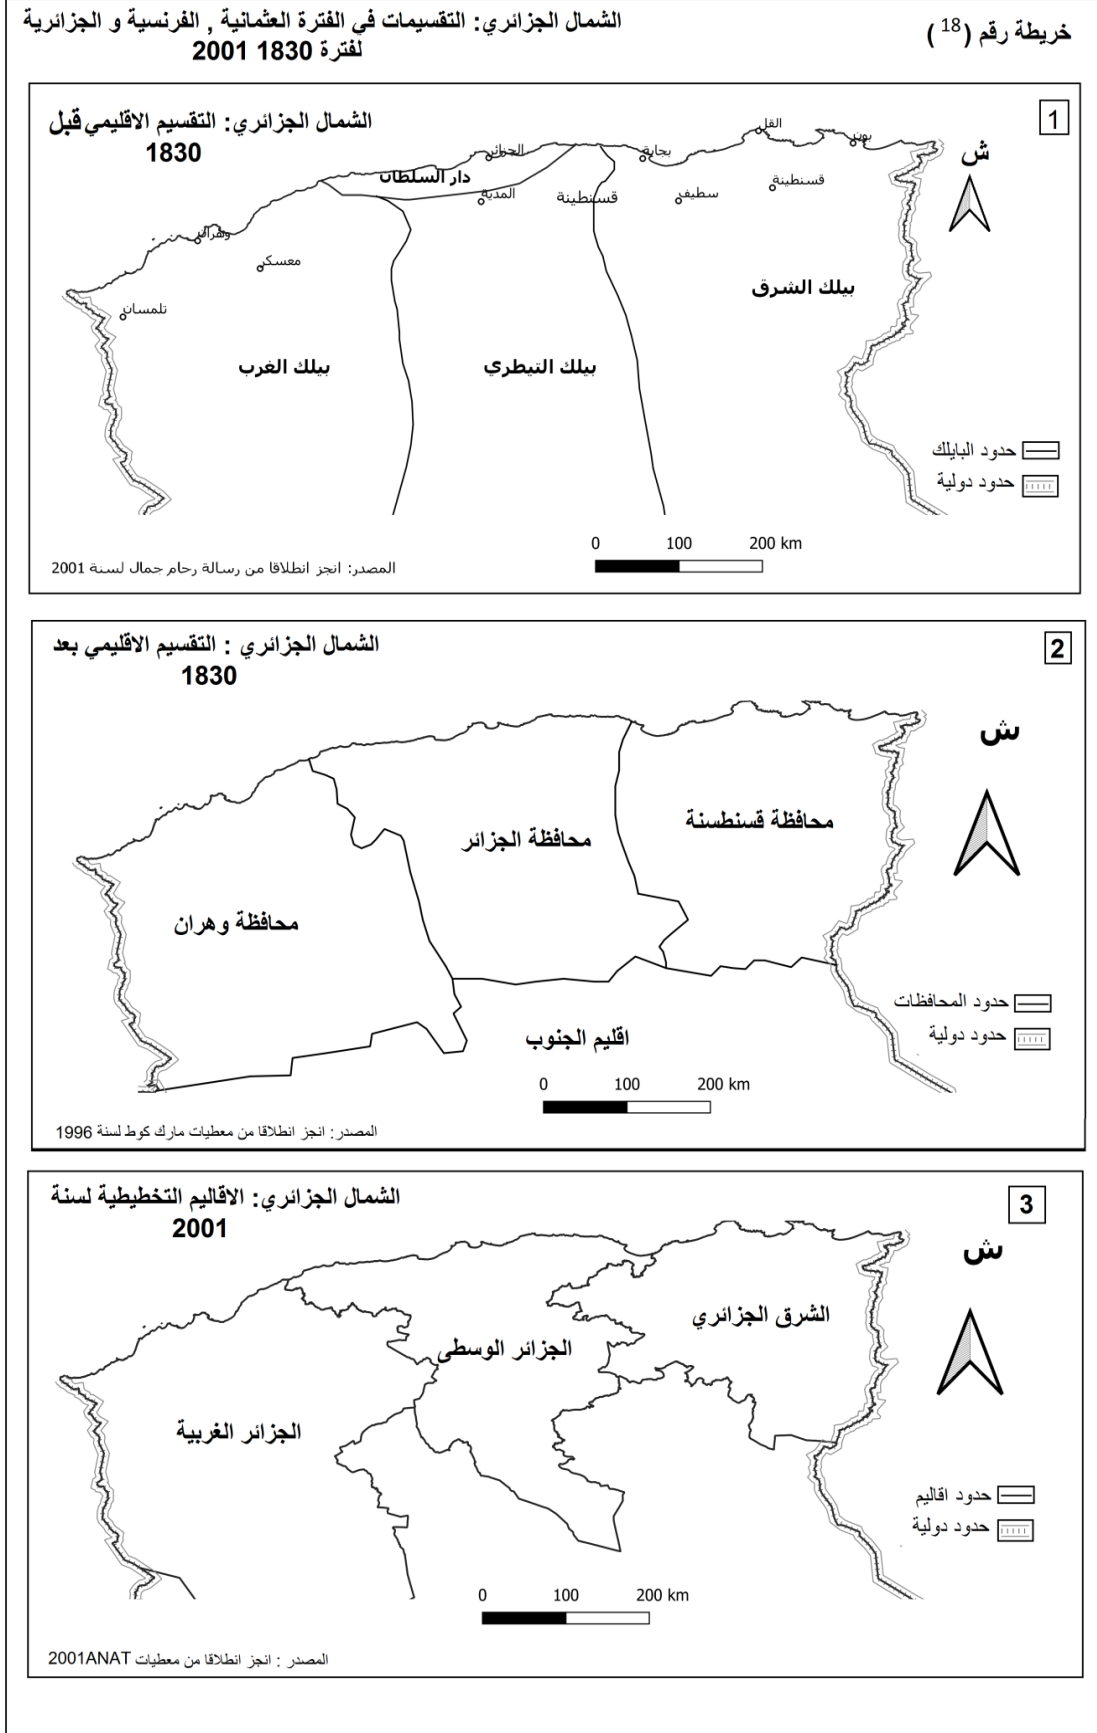 خريطة رقم (18)
الشمال الجزائري: التقسيمات في الفترة العثمانية , الفرنسية و الجزائرية
لفترة 1830 2001
1
الشمال الجزائري: التقسيم الاقليمي قبل
1830
القل
بون
ش
الجزائر
بجاية
دار السلطان
المدية
قسنطينة
سطيف
قسنطينة
وهران
معسكر
تلمسان
بيلك الشرق
بيلك الغرب
بيلك التيطري
حدود البايلك
حدود دولية
0 100 200 km
المصدر: انجز انطلاقا من رسالة رحام جمال لسنة 2001
2
الشمال الجزائري : التقسيم الاقليمي بعد
1830
ش
محافظة قسنطسنة
محافظة الجزائر
محافظة وهران
حدود المحافظات
حدود دولية
اقليم الجنوب
0 100 200 km
المصدر: انجز انطلاقا من معطيات مارك كوط لسنة 1996
3
الشمال الجزائري: الاقاليم التخطيطية لسنة
2001
ش
الشرق الجزائري
الجزائر الوسطى
الجزائر الغربية
حدود اقاليم
حدود دولية
0 100 200 km
المصدر : انجز انطلاقا من معطيات 2001ANAT